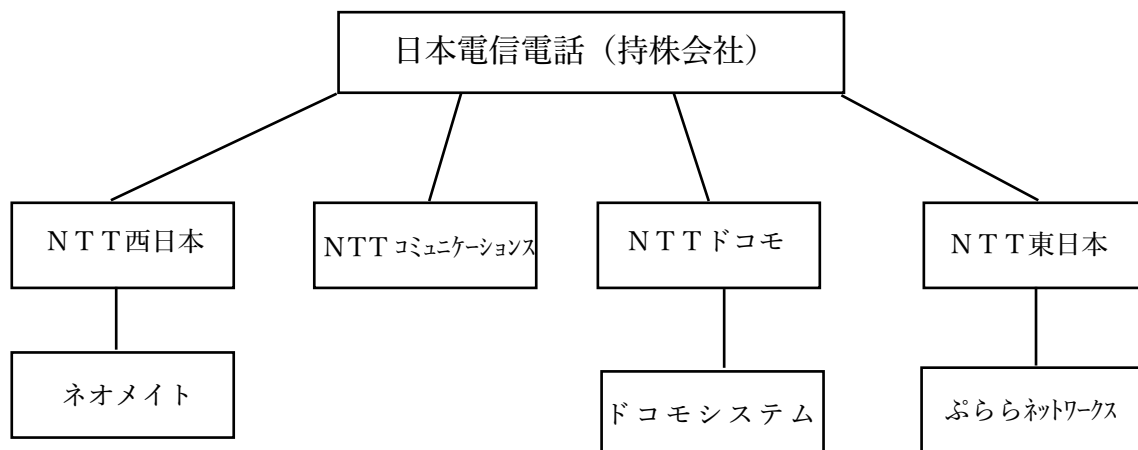 日本電信電話（持株会社）
ＮＴＴ西日本
NTTｺﾐｭﾆｹｰｼｮﾝｽ
ＮＴＴドコモ
ＮＴＴ東日本
ネオメイト
ドコモシステム
ぷららﾈｯﾄﾜｰｸｽ